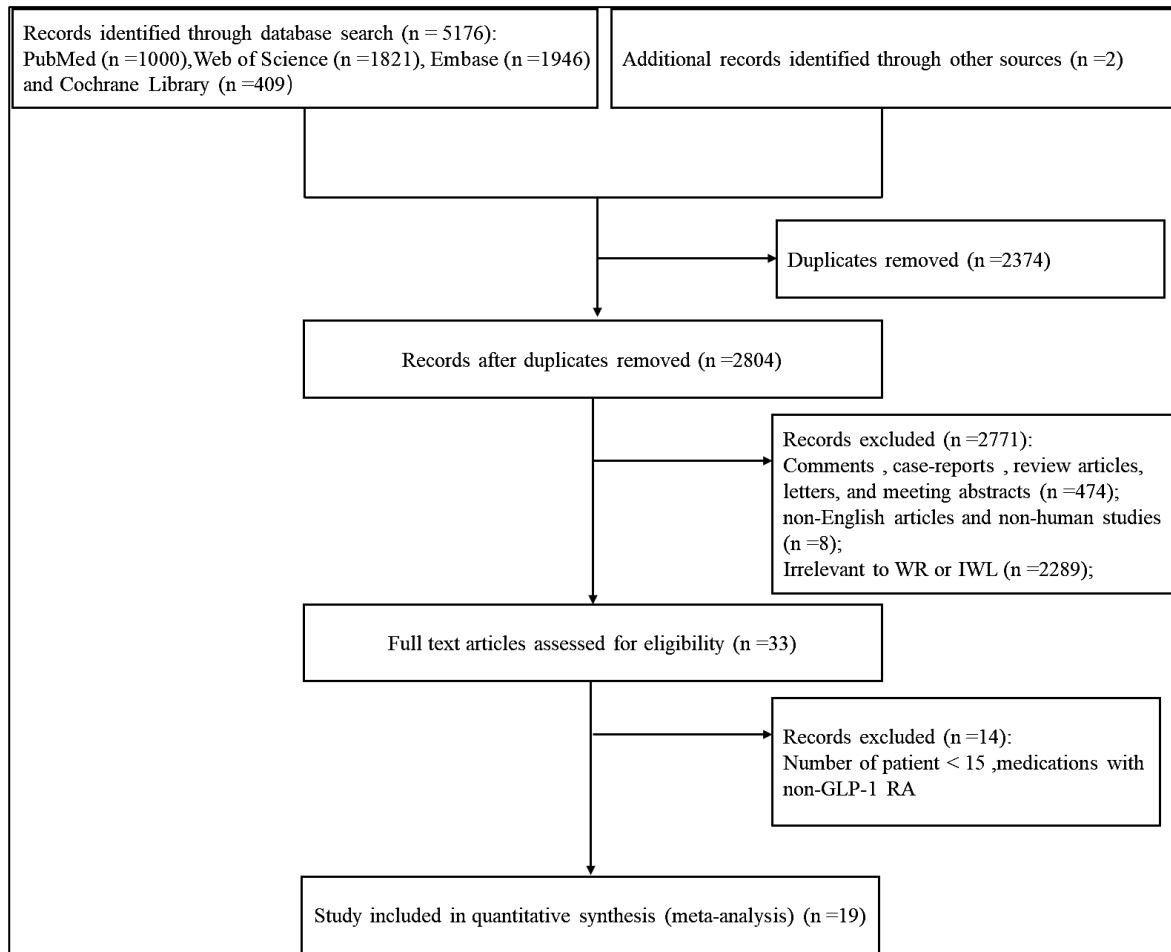 Records identified through database search (n = 5176):
PubMed (n =1000),Web of Science (n =1821), Embase (n =1946)
and Cochrane Library (n =409）
Additional records identified through other sources (n =2)
Duplicates removed (n =2374)
Records after duplicates removed (n =2804)
Records excluded (n =2771):
Comments , case-reports , review articles,
letters, and meeting abstracts (n =474);
non-English articles and non-human studies
(n =8);
Irrelevant to WR or IWL (n =2289);
Full text articles assessed for eligibility (n =33)
Records excluded (n =14):
Number of patient < 15 ,medications with
non-GLP-1 RA
Study included in quantitative synthesis (meta-analysis) (n =19)